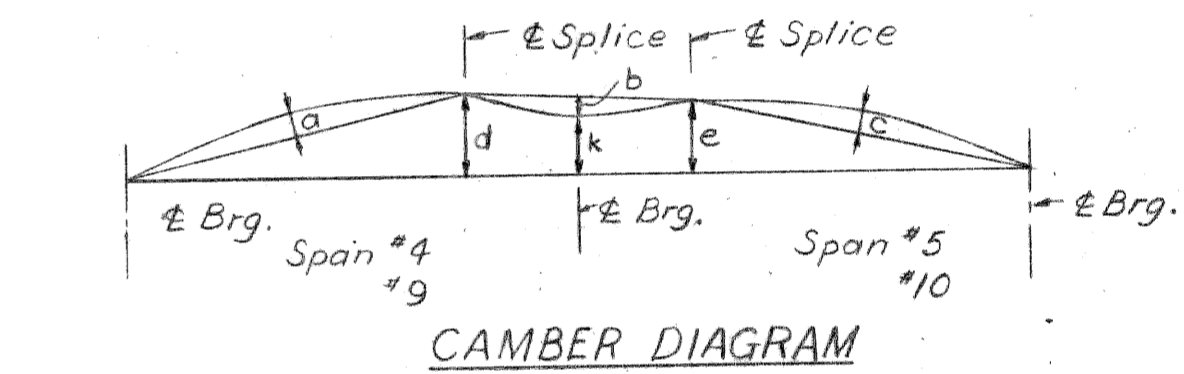 ℄ Splice ℄ Splice
b
a c
d k e
℄ Brg. ℄ Brg. ℄ Brg.
Span #4 Span #5
#9 #10
CAMBER DIAGRAM